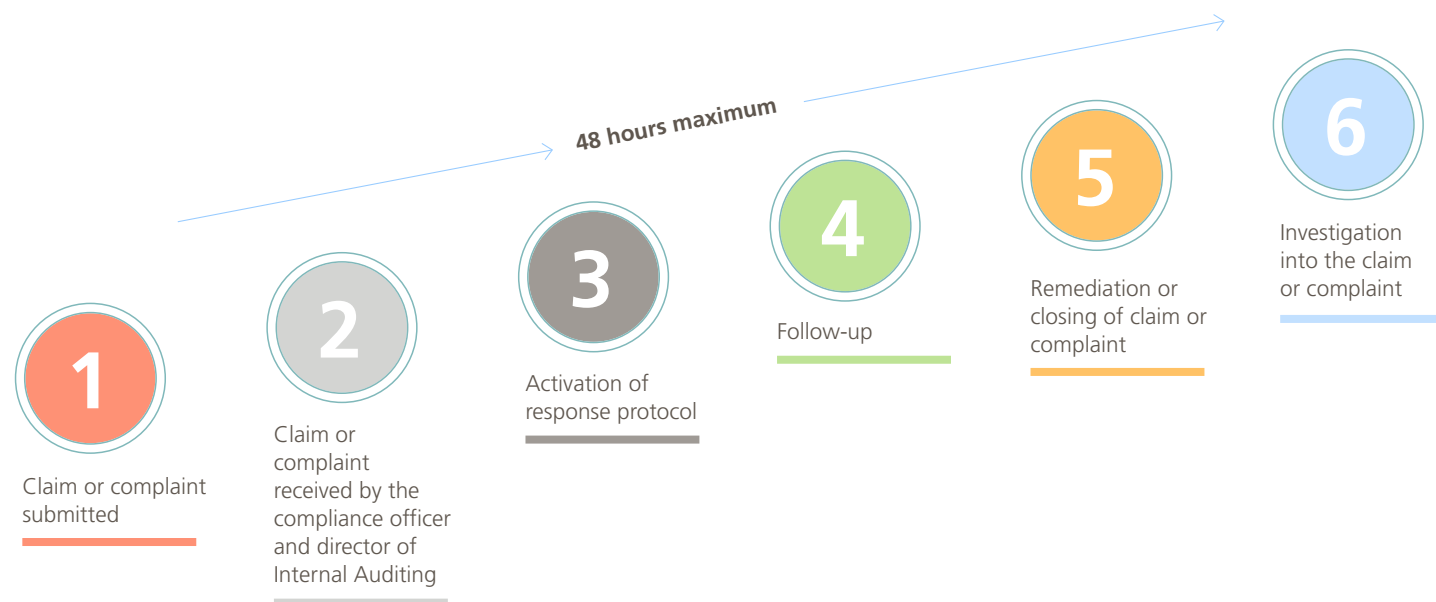 48 hours maximum
1
Claim or complaint
submitted
2
Claim or
complaint
received by the
compliance officer
and director of
Internal Auditing
3
Activation of
response protocol
4
Follow-up
5
Remediation or
closing of claim or
complaint
6
Investigation
into the claim
or complaint